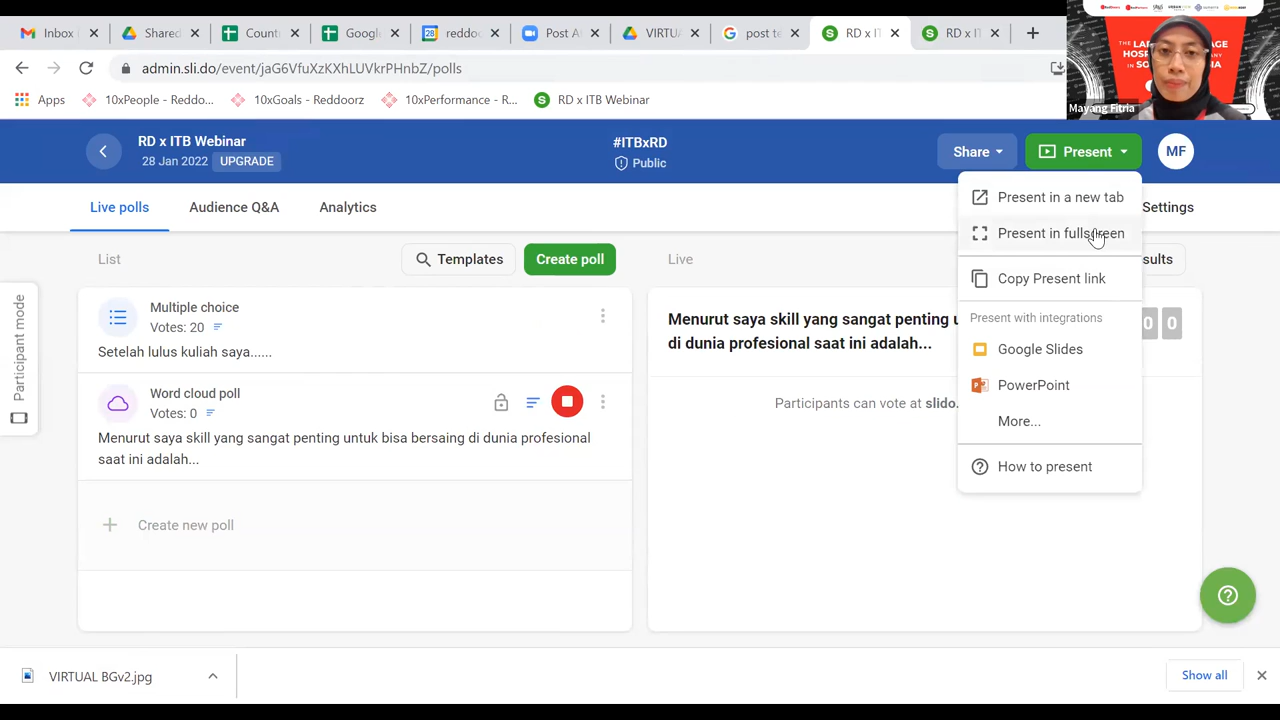 Inbox
Shared
Count
Googl
reddo
Post A
VIRTUA
post te
RD x IT
RD x IT
admin.sli.do/event/jaG6VfuXzKXhLUVkrPHnbz/polls
Apps
10xPeople - Reddo...
10xGoals - Reddoorz
10xPerformance - R...
RD x ITB Webinar
Mayang Fitria
RD x ITB Webinar
28 Jan 2022 UPGRADE
#ITBxRD
Public
Share
Present
MF
Live polls
Audience Q&A
Analytics
Settings
Present in a new tab
Present in fullscreen
Copy Present link
Present with integrations
Google Slides
PowerPoint
More...
How to present
Participant mode
List
Templates
Create poll
Multiple choice
Votes: 20
Setelah lulus kuliah saya......
Word cloud poll
Votes: 0
Menurut saya skill yang sangat penting untuk bisa bersaing di dunia profesional
saat ini adalah...
Create new poll
Live
sults
Menurut saya skill yang sangat penting u
di dunia profesional saat ini adalah...
0 0
Participants can vote at slido.
VIRTUAL BGv2.jpg
Show all